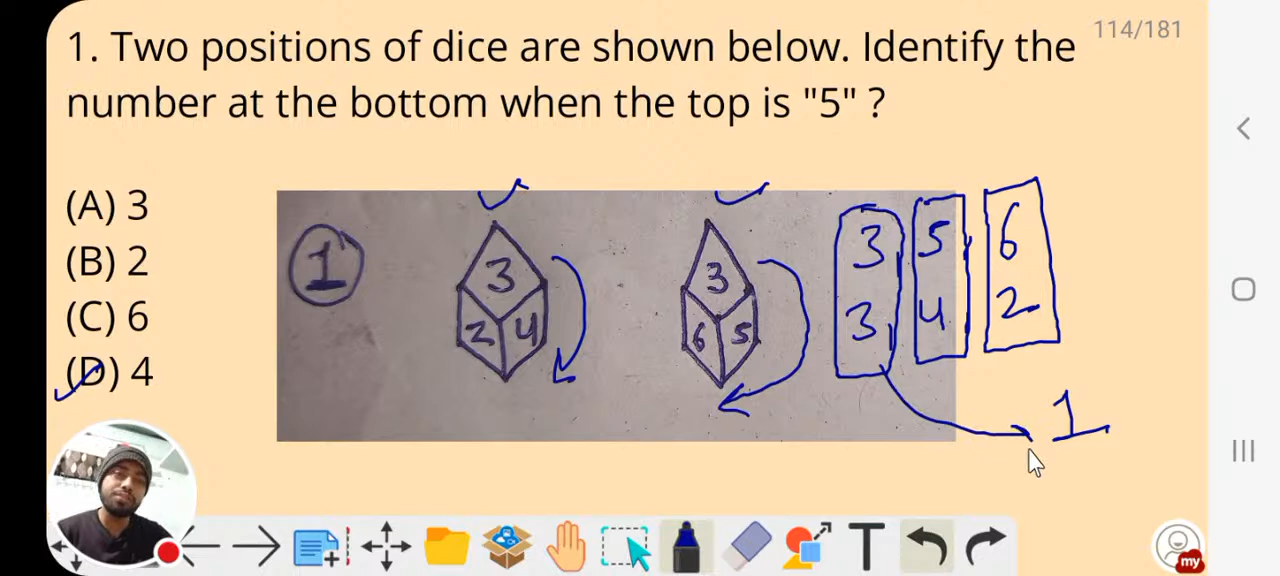 114/181
1. Two positions of dice are shown below. Identify the
number at the bottom when the top is "5" ?
(A) 3
(B) 2
(C) 6
(D) 4
1
3
2 4
3
6 5
3, 5, 6
3, 4 2
1
T
my